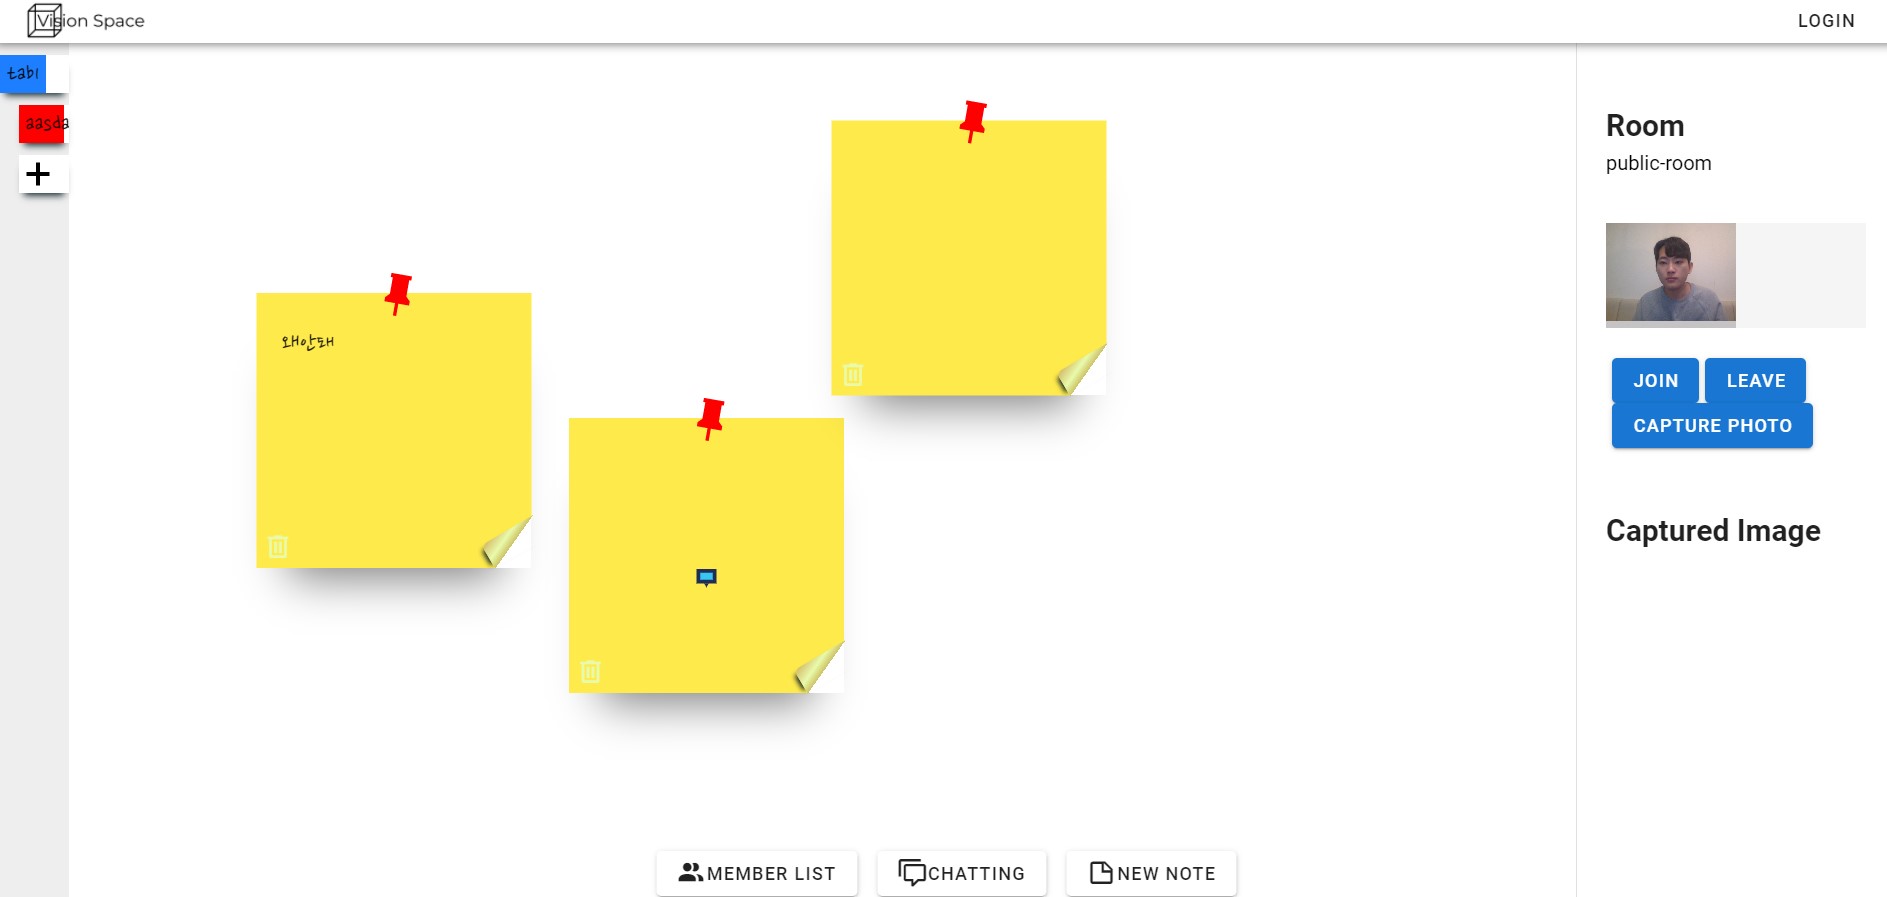 Vision Space
LOGIN
tab1
aasda
Room
public-room
왜안돼
JOIN
LEAVE
CAPTURE PHOTO
Captured Image
MEMBER LIST
CHATTING
NEW NOTE